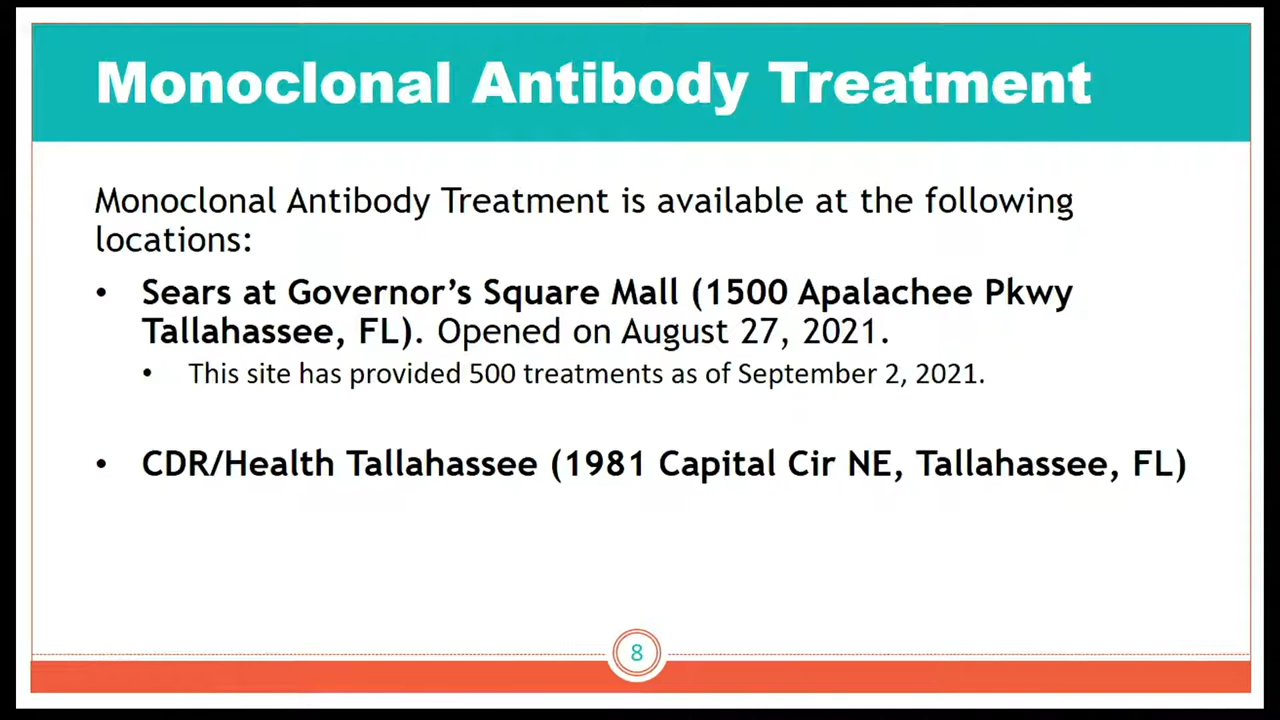 Monoclonal Antibody Treatment
Monoclonal Antibody Treatment is available at the following
locations:
• Sears at Governor’s Square Mall (1500 Apalachee Pkwy
Tallahassee, FL). Opened on August 27, 2021.
• This site has provided 500 treatments as of September 2, 2021.
• CDR/Health Tallahassee (1981 Capital Cir NE, Tallahassee, FL)
8